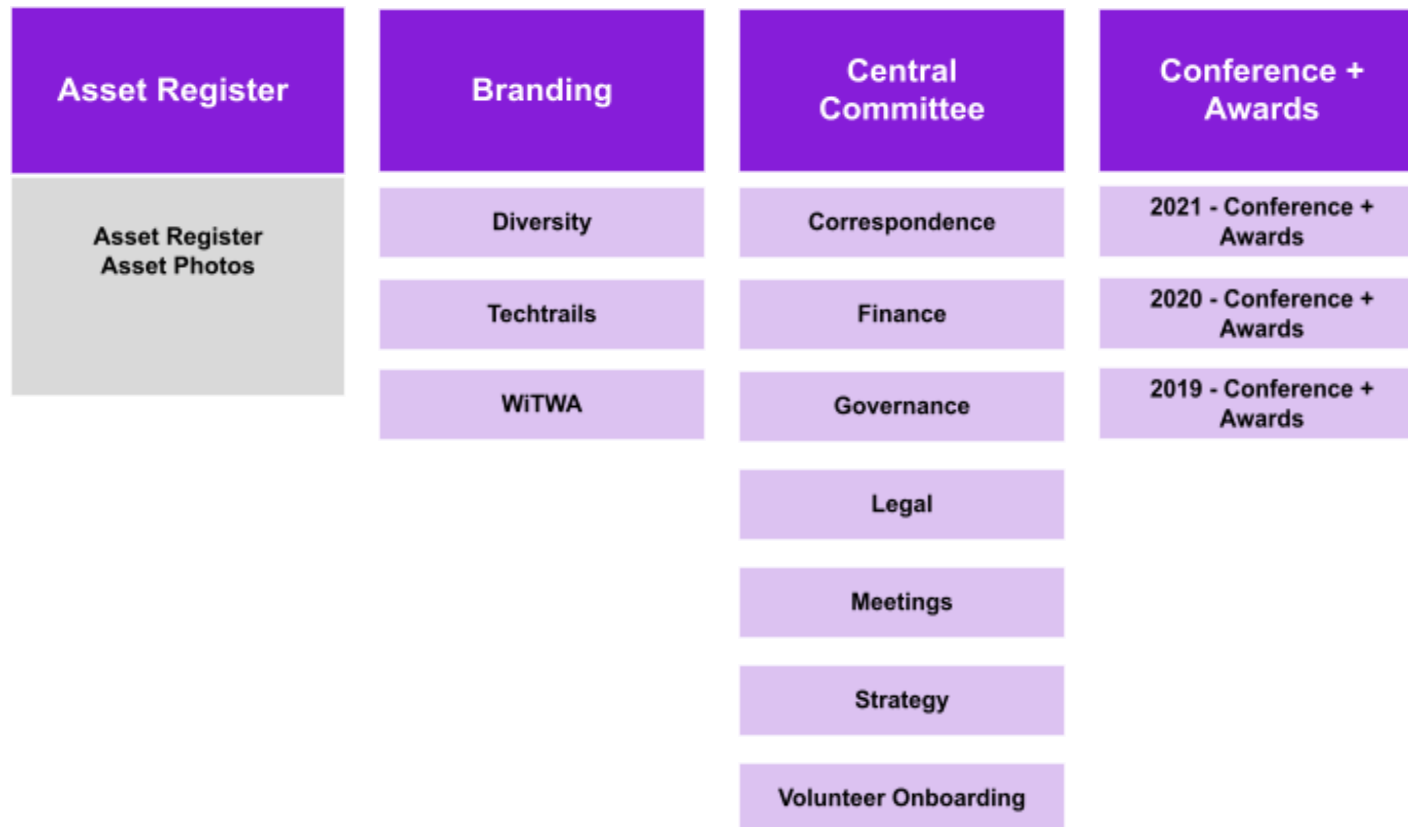 Asset Register
Asset Register
Asset Photos
Branding
Diversity
Techtrails
WiTWA
Central
Committee
Correspondence
Finance
Governance
Legal
Meetings
Strategy
Volunteer Onboarding
Conference +
Awards
2021 - Conference +
Awards
2020 - Conference +
Awards
2019 - Conference +
Awards